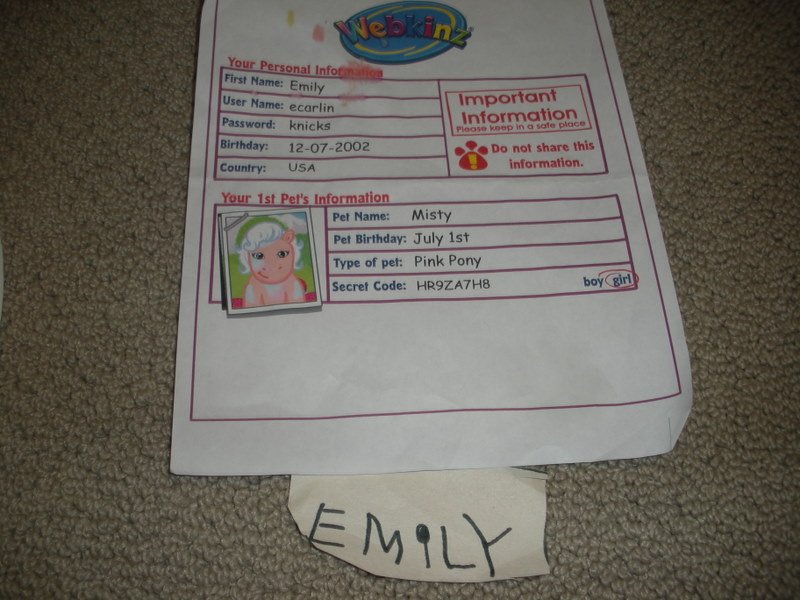 Webkinz
Your Personal Information
First Name: Emily
User Name: ecarlin
Password: knicks
Birthday: 12-07-2002
Country: USA
Important
Information
Please keep in a safe place
Do not share this
information.
Your 1st Pet's Information
Pet Name: Misty
Pet Birthday: July 1st
Type of pet: Pink Pony
Secret Code: HR9ZA7H8
boy girl
EMiLY